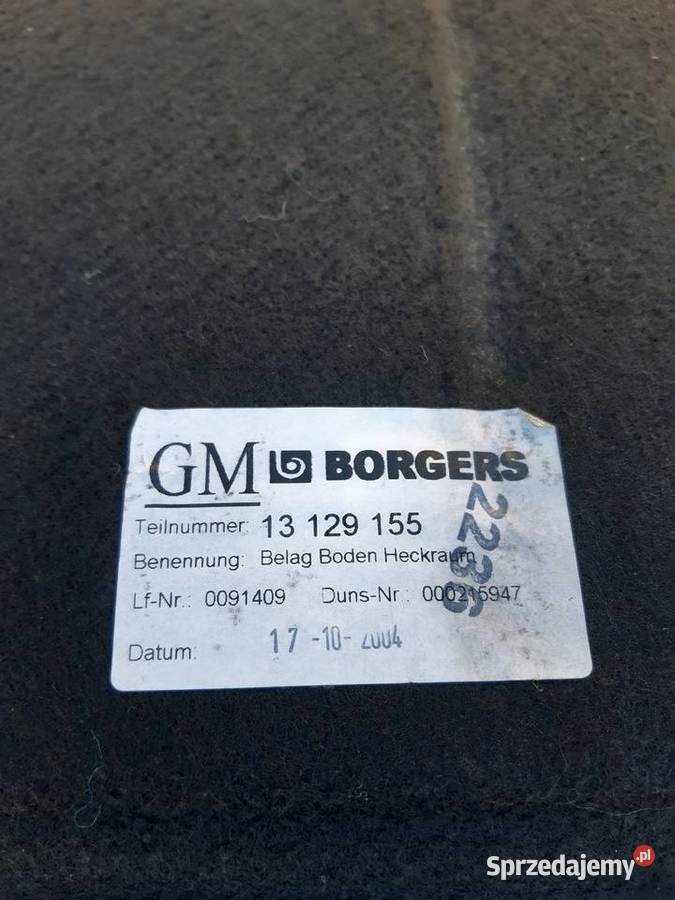 GM BORGERS
Teilnummer: 13 129 155
Benennung: Belag Boden Heckraum
Lf-Nr.: 0091409 Duns-Nr.: 000215947
Datum: 17-10-2004
2236
Sprzedajemy.pl